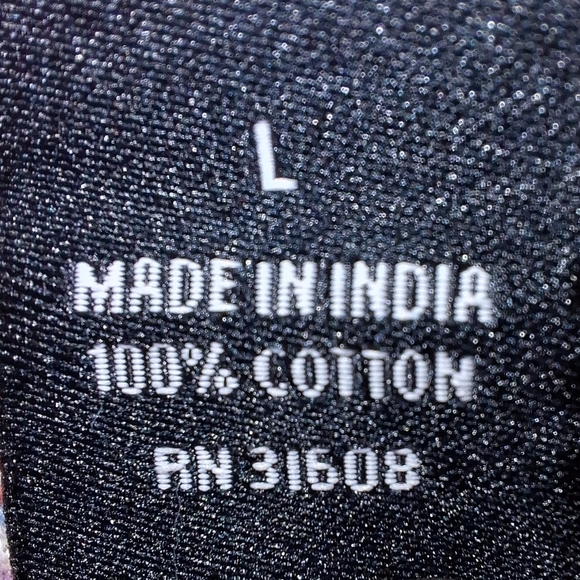 L
MADE IN INDIA
100% COTTON
RN 31608